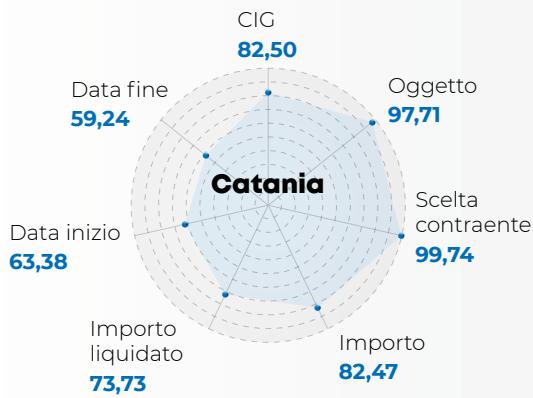 CIG
82,50
Oggetto
97,71
Scelta
contraente
99,74
Importo
82,47
Importo
liquidato
73,73
Data inizio
63,38
Data fine
59,24
Catania